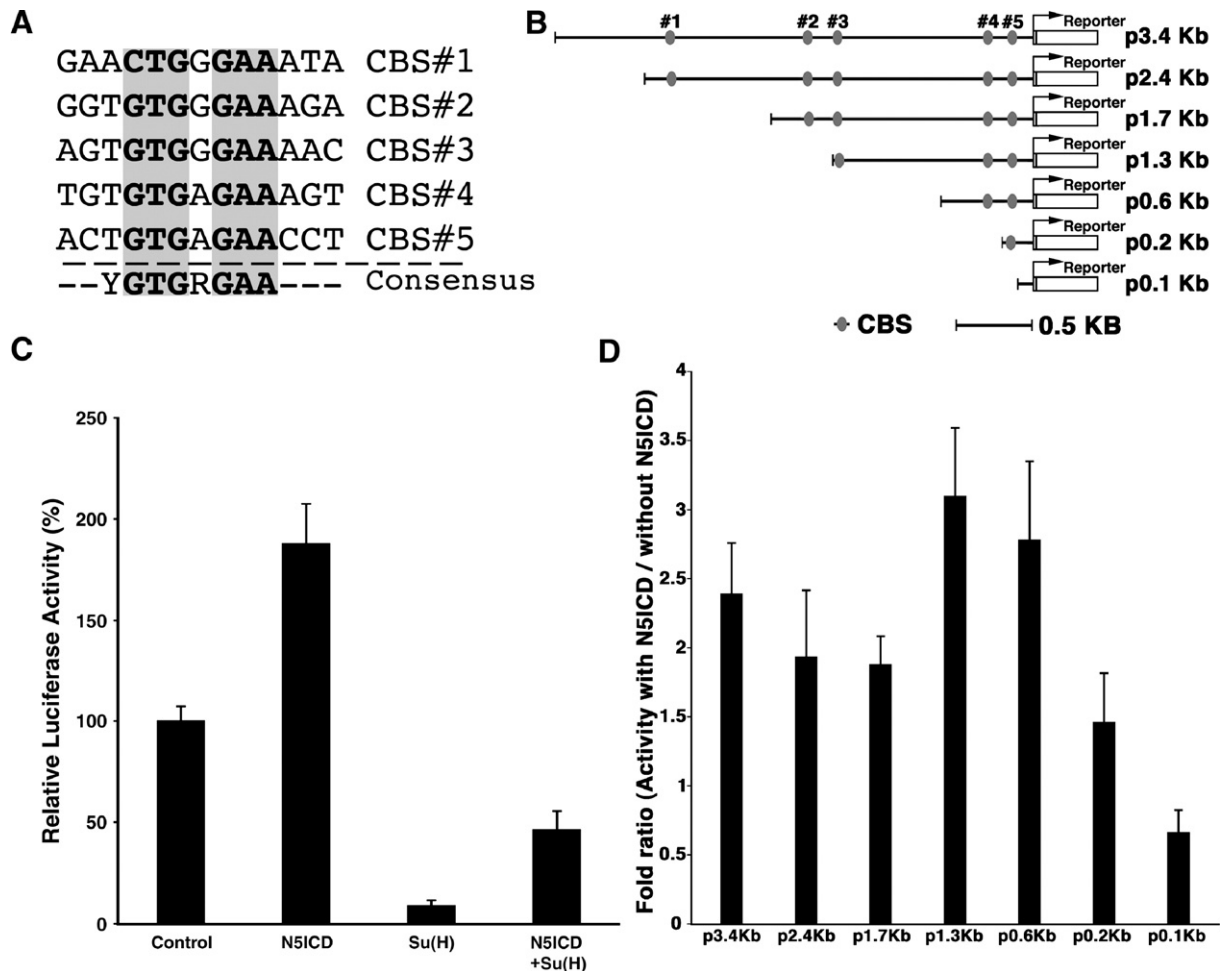 A
GAACTGGGAAATA CBS#1
GGTGTGGGAAAGA CBS#2
AGTGTGGGAAAAC CBS#3
TGTGTGAGAAAGT CBS#4
ACTGTGAGAACCT CBS#5
--YGTGRGAA--- Consensus
B
#1 #2 #3 #4 #5
Reporter
p3.4 Kb
Reporter
p2.4 Kb
Reporter
p1.7 Kb
Reporter
p1.3 Kb
Reporter
p0.6 Kb
Reporter
p0.2 Kb
Reporter
p0.1 Kb
CBS 0.5 KB
C
Relative Luciferase Activity (%)
250
200
150
100
50
0
Control N5ICD Su(H) N5ICD
+Su(H)
D
Fold ratio (Activity with N5ICD / without N5ICD)
4
3.5
3
2.5
2
1.5
1
0.5
0
p3.4Kb p2.4Kb p1.7Kb p1.3Kb p0.6Kb p0.2Kb p0.1Kb